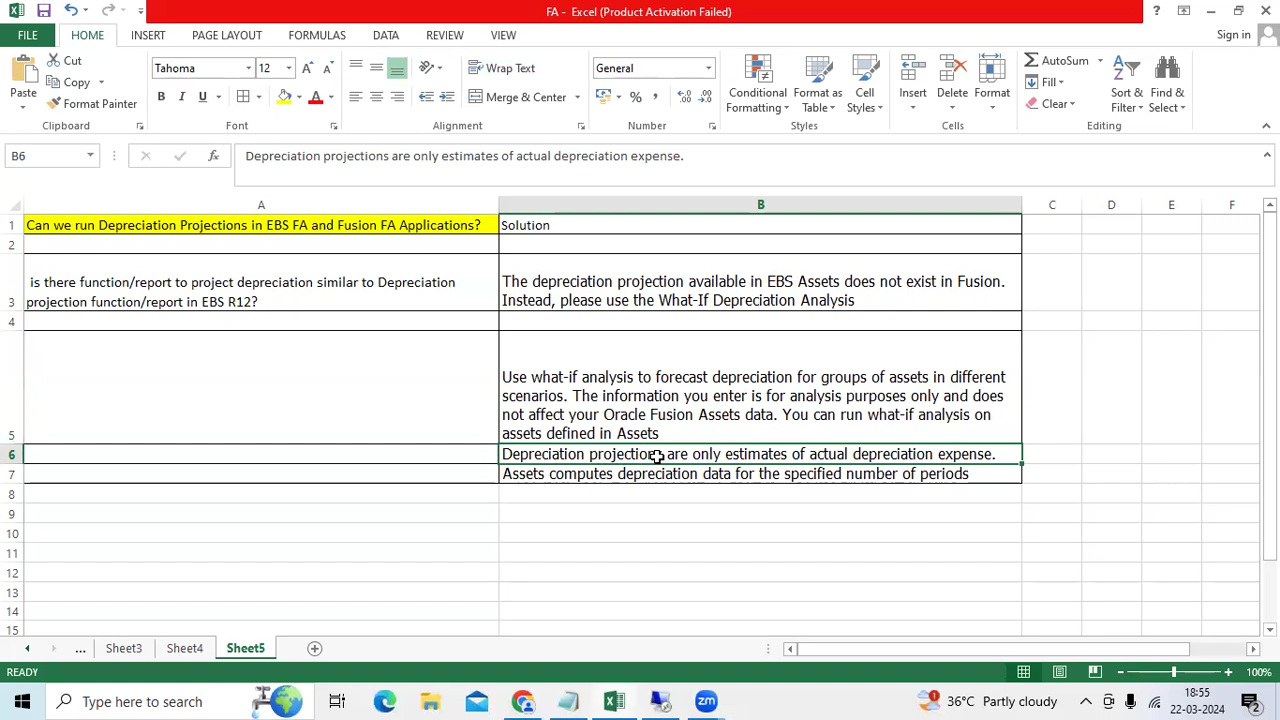 FA - Excel (Product Activation Failed)
FILE HOME INSERT PAGE LAYOUT FORMULAS DATA REVIEW VIEW Sign in
Paste Cut Copy Format Painter Clipboard
Tahoma 12 B I U A Font
Wrap Text Merge & Center Alignment
General % , Number
Conditional Formatting Format as Table Cell Styles Styles
Insert Delete Format Cells
AutoSum Fill Clear Sort & Filter Find & Select Editing
B6 fx Depreciation projections are only estimates of actual depreciation expense.
A B C D E F
1 Can we run Depreciation Projections in EBS FA and Fusion FA Applications? Solution
2
3 is there function/report to project depreciation similar to Depreciation
projection function/report in EBS R12?
The depreciation projection available in EBS Assets does not exist in Fusion.
Instead, please use the What-If Depreciation Analysis
4
5 Use what-if analysis to forecast depreciation for groups of assets in different
scenarios. The information you enter is for analysis purposes only and does
not affect your Oracle Fusion Assets data. You can run what-if analysis on
assets defined in Assets
6 Depreciation projections are only estimates of actual depreciation expense.
7 Assets computes depreciation data for the specified number of periods
8
9
10
11
12
13
14
15
... Sheet3 Sheet4 Sheet5
READY 100%
Type here to search zm 36°C Partly cloudy 18:55
22-03-2024 2